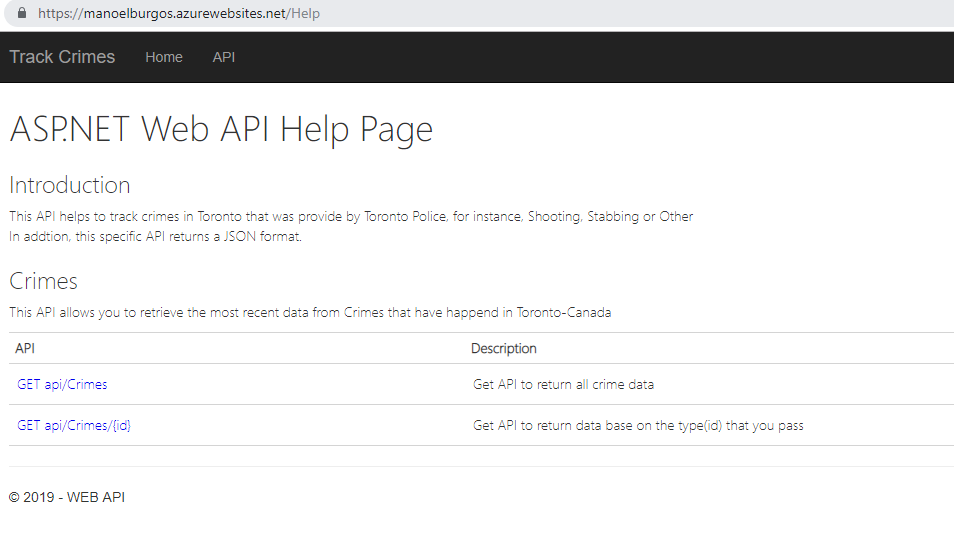 https://manoelburgos.azurewebsites.net/Help
Track Crimes Home API
ASP.NET Web API Help Page
Introduction
This API helps to track crimes in Toronto that was provide by Toronto Police, for instance, Shooting, Stabbing or Other
In addtion, this specific API returns a JSON format.
Crimes
This API allows you to retrieve the most recent data from Crimes that have happend in Toronto-Canada
API Description
GET api/Crimes Get API to return all crime data
GET api/Crimes/{id} Get API to return data base on the type(id) that you pass
© 2019 - WEB API